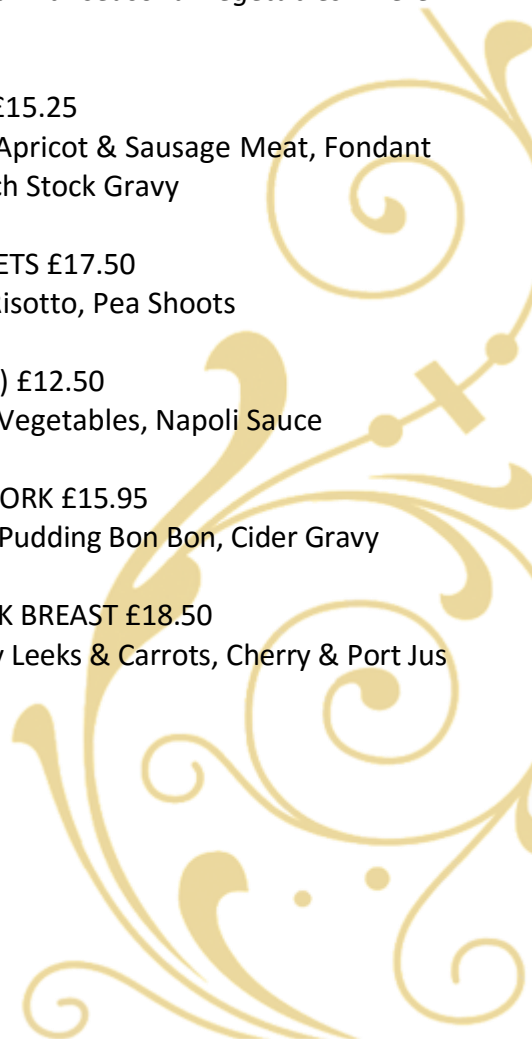 £15.25
Apricot & Sausage Meat, Fondant
ch Stock Gravy
ETS £17.50
isotto, Pea Shoots
) £12.50
Vegetables, Napoli Sauce
ORK £15.95
Pudding Bon Bon, Cider Gravy
K BREAST £18.50
y Leeks & Carrots, Cherry & Port Jus